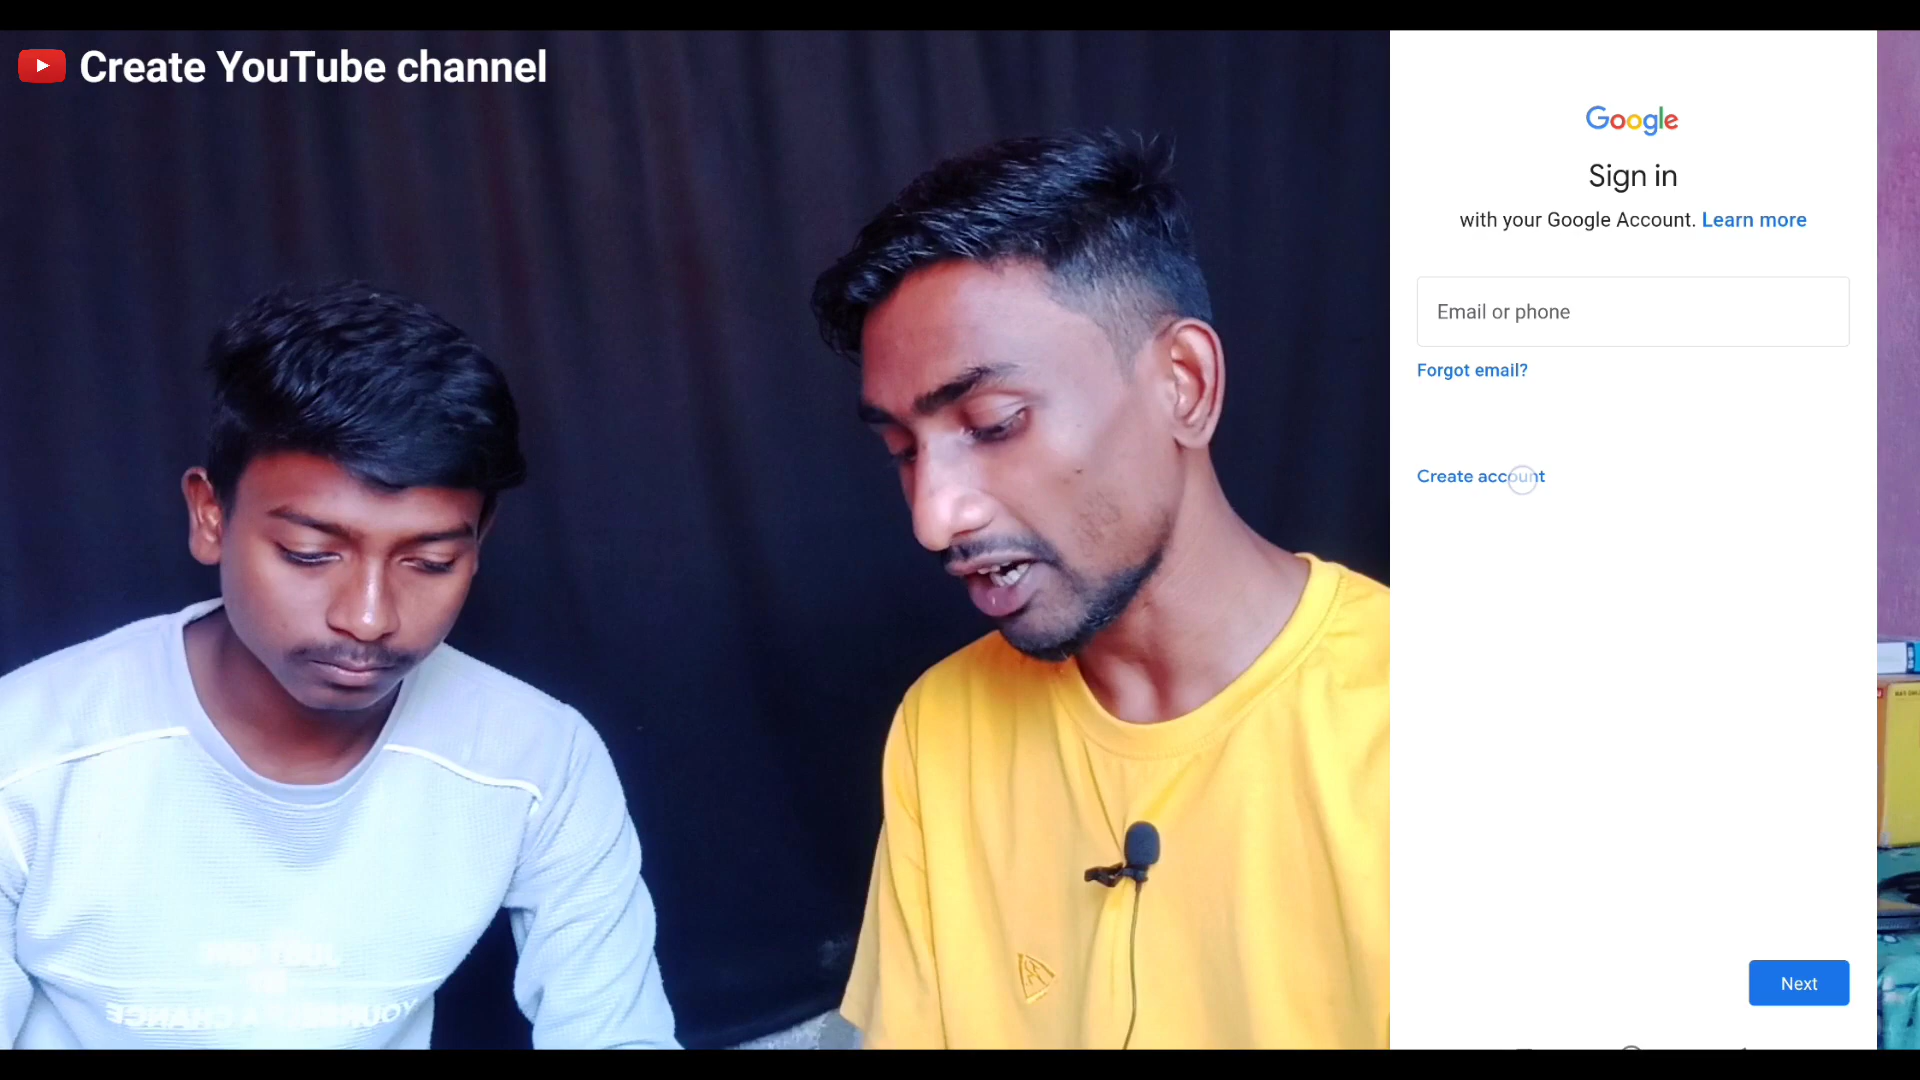 Create YouTube channel
Google
Sign in
with your Google Account. Learn more
Email or phone
Forgot email?
Create account
Next